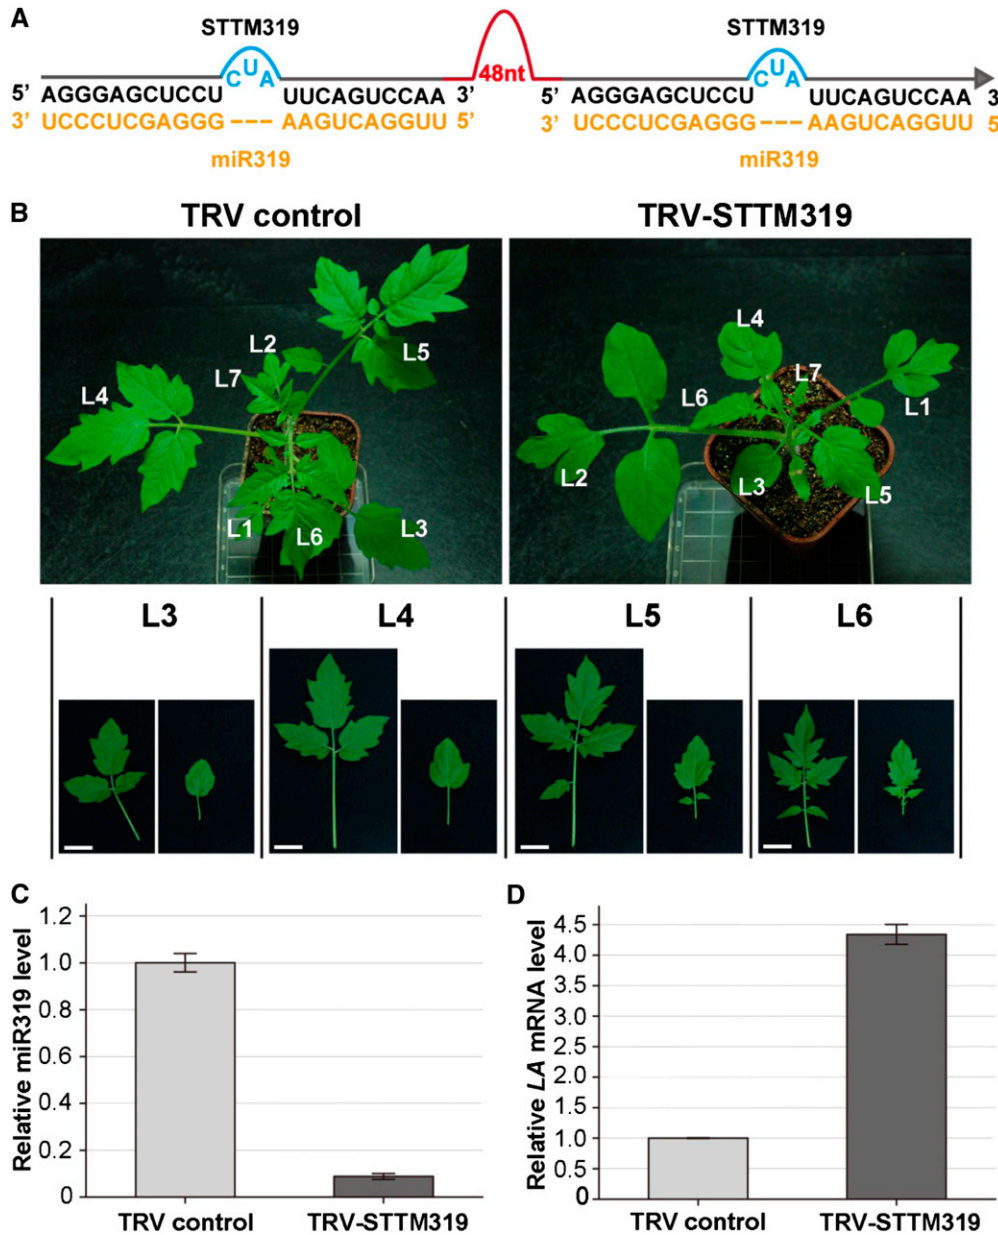 A
STTM319 STTM319
48nt
C U A C U A
5’ AGGGAGCUCCU UUCAGUCCAA 3’ 5’ AGGGAGCUCCU UUCAGUCCAA 3’
3’ UCCCUCGAGGG --- AAGUCAGGUU 5’ 3’ UCCCUCGAGGG --- AAGUCAGGUU 5’
miR319 miR319
B
TRV control TRV-STTM319
L2
L7
L5
L4
L1
L6
L3
L4
L7
L6
L1
L2
L3
L5
L3 L4 L5 L6
C
Relative miR319 level
1.2
1.0
0.8
0.6
0.4
0.2
0
TRV control TRV-STTM319
D
Relative LA mRNA level
4.5
4.0
3.5
3.0
2.5
2.0
1.5
1.0
0.5
0
TRV control TRV-STTM319